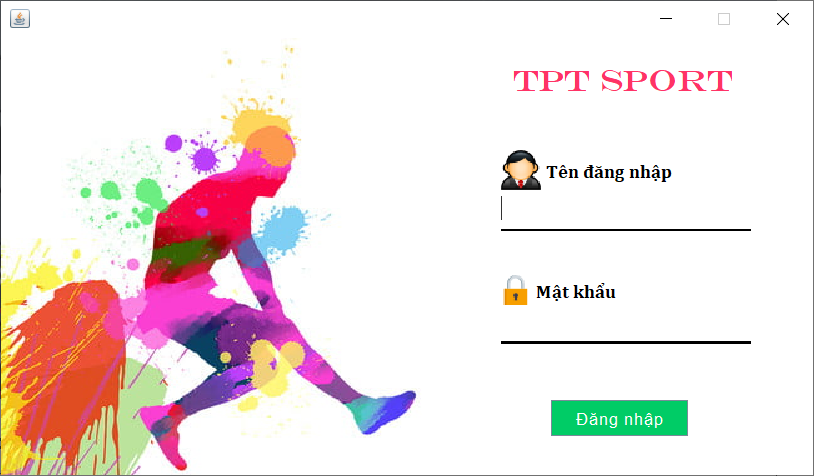 TPT SPORT
Tên đăng nhập
Mật khẩu
Đăng nhập